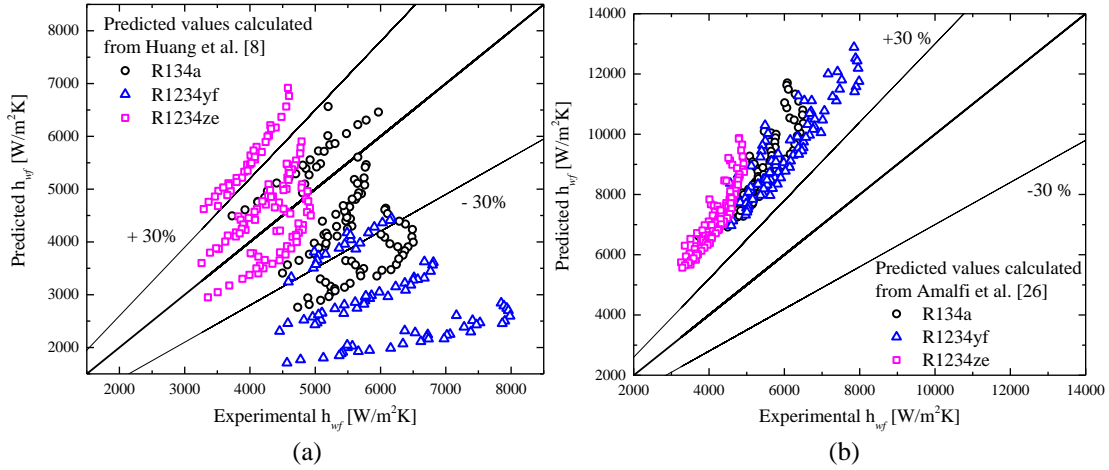 Predicted values calculated
from Huang et al. [8]
R134a
R1234yf
R1234ze
+ 30%
- 30%
8000
7000
6000
5000
4000
3000
2000
2000 3000 4000 5000 6000 7000 8000
Predicted h_wf [W/m²K]
Experimental h_wf [W/m²K]
(a)
+30 %
-30 %
Predicted values calculated
from Amalfi et al. [26]
R134a
R1234yf
R1234ze
14000
12000
10000
8000
6000
4000
2000
2000 4000 6000 8000 10000 12000 14000
Predicted h_wf [W/m²K]
Experimental h_wf [W/m²K]
(b)